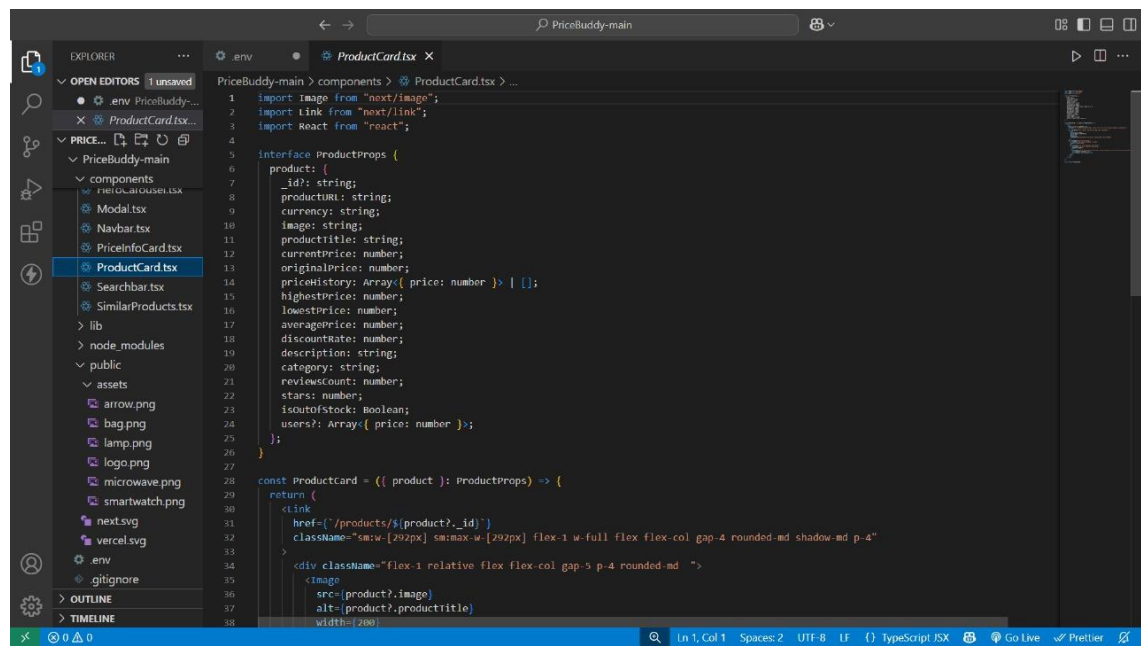 PriceBuddy-main
EXPLORER
OPEN EDITORS 1 unsaved
.env PriceBuddy-...
ProductCard.tsx...
PRICE...
PriceBuddy-main
components
HeroCarousel.tsx
Modal.tsx
Navbar.tsx
PriceInfoCard.tsx
ProductCard.tsx
Searchbar.tsx
SimilarProducts.tsx
lib
node_modules
public
assets
arrow.png
bag.png
lamp.png
logo.png
microwave.png
smartwatch.png
next.svg
vercel.svg
.env
.gitignore
OUTLINE
TIMELINE
.env
ProductCard.tsx
PriceBuddy-main > components > ProductCard.tsx > ...
1 import Image from "next/image";
2 import Link from "next/link";
3 import React from "react";
4
5 interface ProductProps {
6 product: {
7 _id?: string;
8 productURL: string;
9 currency: string;
10 image: string;
11 productTitle: string;
12 currentPrice: number;
13 originalPrice: number;
14 priceHistory: Array<{ price: number }> | [];
15 highestPrice: number;
16 lowestPrice: number;
17 averagePrice: number;
18 discountRate: number;
19 description: string;
20 category: string;
21 reviewsCount: number;
22 stars: number;
23 isOutOfStock: Boolean;
24 users?: Array<{ price: number }>;
25 };
26 }
27
28 const ProductCard = ({ product }: ProductProps) => {
29 return (
30 <Link
31 href={`/products/${product?._id}`}
32 className="sm:w-[292px] sm:max-w-[292px] flex-1 w-full flex flex-col gap-4 rounded-md shadow-md p-4"
33 >
34 <div className="flex-1 relative flex flex-col gap-5 p-4 rounded-md ">
35 <Image
36 src={product?.image}
37 alt={product?.productTitle}
38 width={200}
0 0
Ln 1, Col 1 Spaces: 2 UTF-8 LF {} TypeScript JSX Go Live Prettier